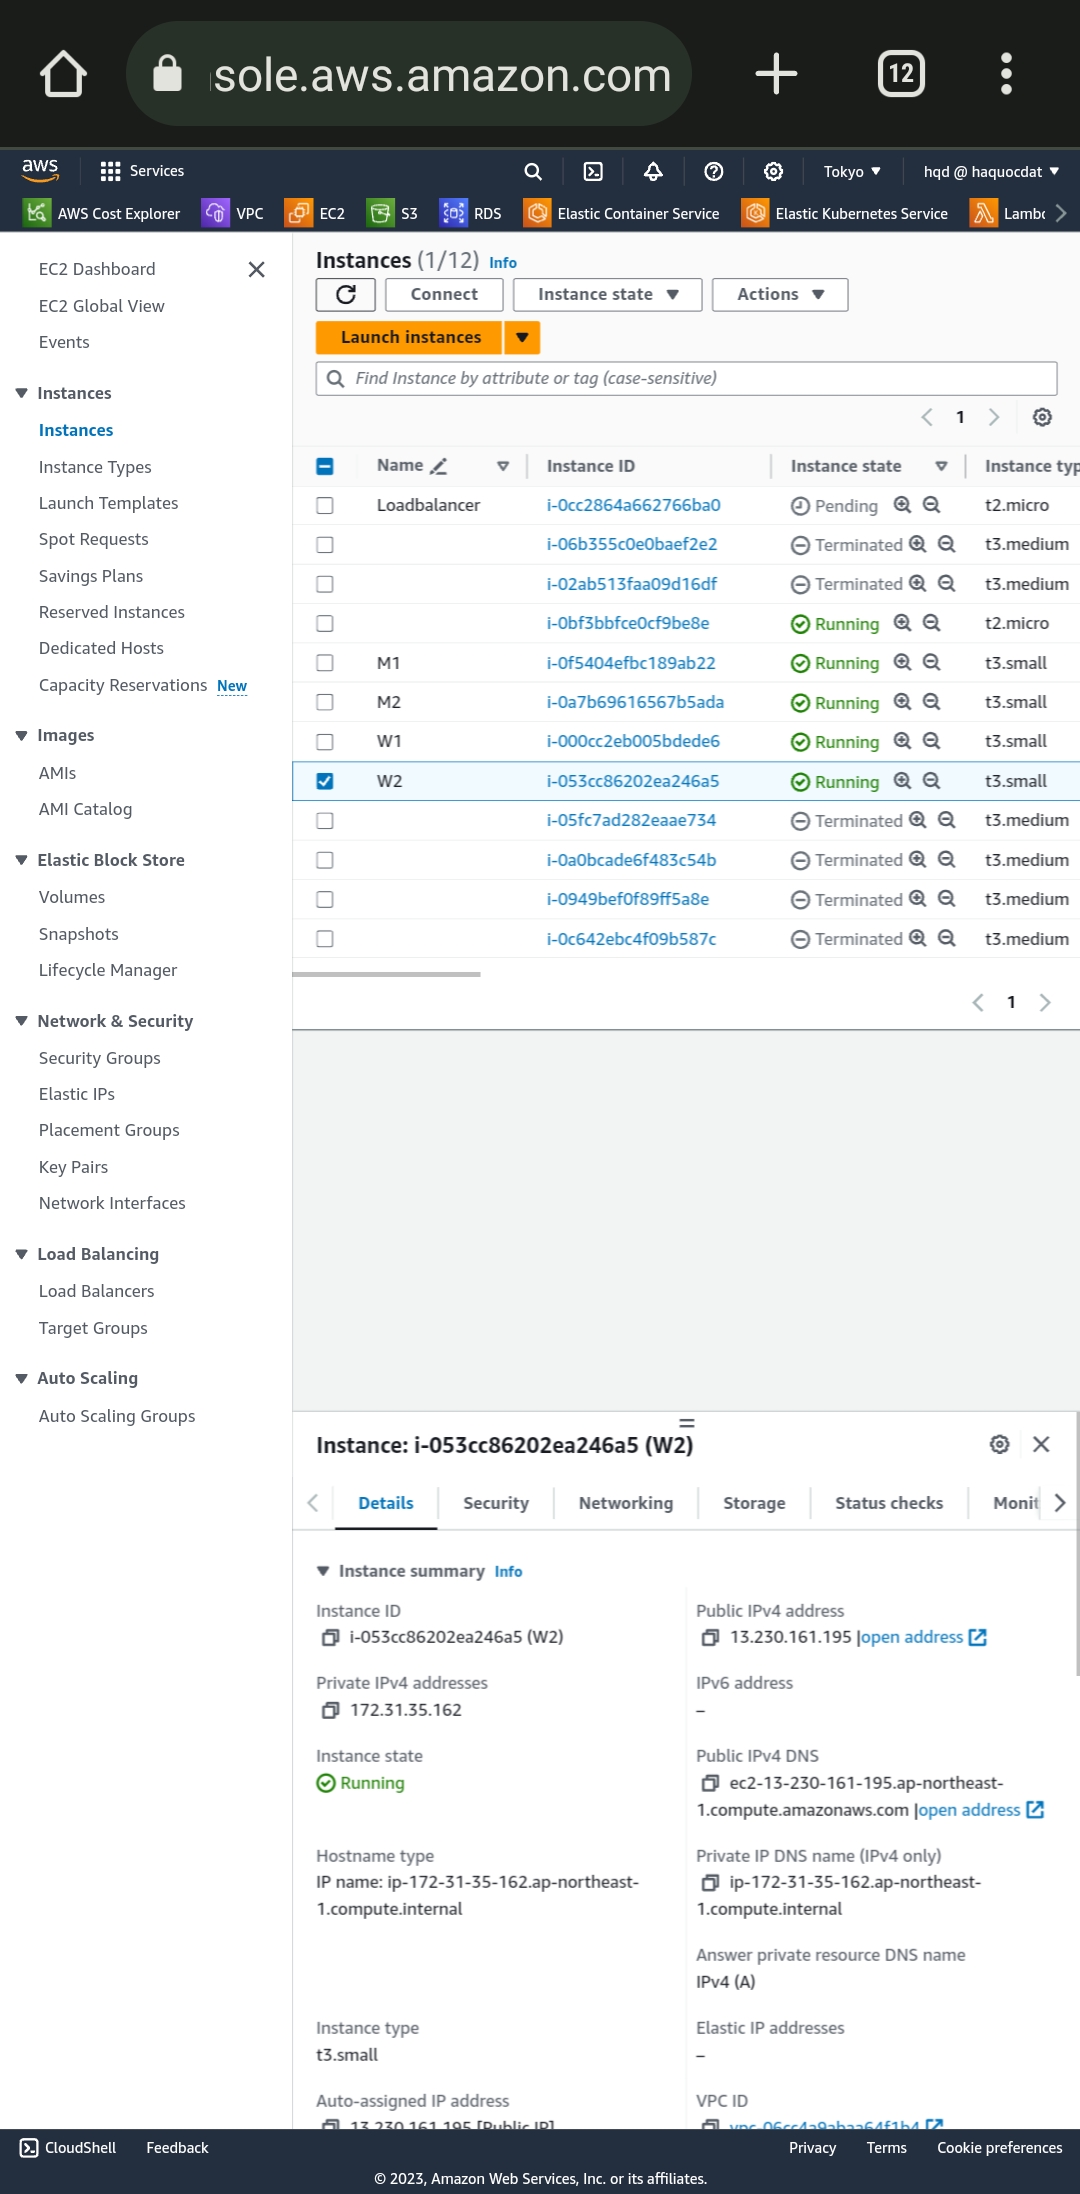 sole.aws.amazon.com
12
aws
Services
Tokyo
hqd @ haquocdat
AWS Cost Explorer
VPC
EC2
S3
RDS
Elastic Container Service
Elastic Kubernetes Service
Lambd
EC2 Dashboard
EC2 Global View
Events
Instances
Instances
Instance Types
Launch Templates
Spot Requests
Savings Plans
Reserved Instances
Dedicated Hosts
Capacity Reservations New
Images
AMIs
AMI Catalog
Elastic Block Store
Volumes
Snapshots
Lifecycle Manager
Network & Security
Security Groups
Elastic IPs
Placement Groups
Key Pairs
Network Interfaces
Load Balancing
Load Balancers
Target Groups
Auto Scaling
Auto Scaling Groups
Instances (1/12) Info
Connect
Instance state
Actions
Launch instances
Find Instance by attribute or tag (case-sensitive)
1
Name Instance ID Instance state Instance typ
Loadbalancer i-0cc2864a662766ba0 Pending t2.micro
i-06b355c0e0baef2e2 Terminated t3.medium
i-02ab513faa09d16df Terminated t3.medium
i-0bf3bbfce0cf9be8e Running t2.micro
M1 i-0f5404efbc189ab22 Running t3.small
M2 i-0a7b69616567b5ada Running t3.small
W1 i-000cc2eb005bdede6 Running t3.small
W2 i-053cc86202ea246a5 Running t3.small
i-05fc7ad282eaae734 Terminated t3.medium
i-0a0bcade6f483c54b Terminated t3.medium
i-0949bef0f89ff5a8e Terminated t3.medium
i-0c642ebc4f09b587c Terminated t3.medium
1
Instance: i-053cc86202ea246a5 (W2)
Details
Security
Networking
Storage
Status checks
Monit
Instance summary Info
Instance ID
i-053cc86202ea246a5 (W2)
Public IPv4 address
13.230.161.195 |open address
Private IPv4 addresses
172.31.35.162
IPv6 address
–
Instance state
Running
Public IPv4 DNS
ec2-13-230-161-195.ap-northeast-
1.compute.amazonaws.com |open address
Hostname type
IP name: ip-172-31-35-162.ap-northeast-
1.compute.internal
Private IP DNS name (IPv4 only)
ip-172-31-35-162.ap-northeast-
1.compute.internal
Answer private resource DNS name
IPv4 (A)
Instance type
t3.small
Elastic IP addresses
–
Auto-assigned IP address
13.230.161.195 [Public IP]
VPC ID
vpc-06cc4a9abaa64f1b4
CloudShell
Feedback
Privacy
Terms
Cookie preferences
© 2023, Amazon Web Services, Inc. or its affiliates.